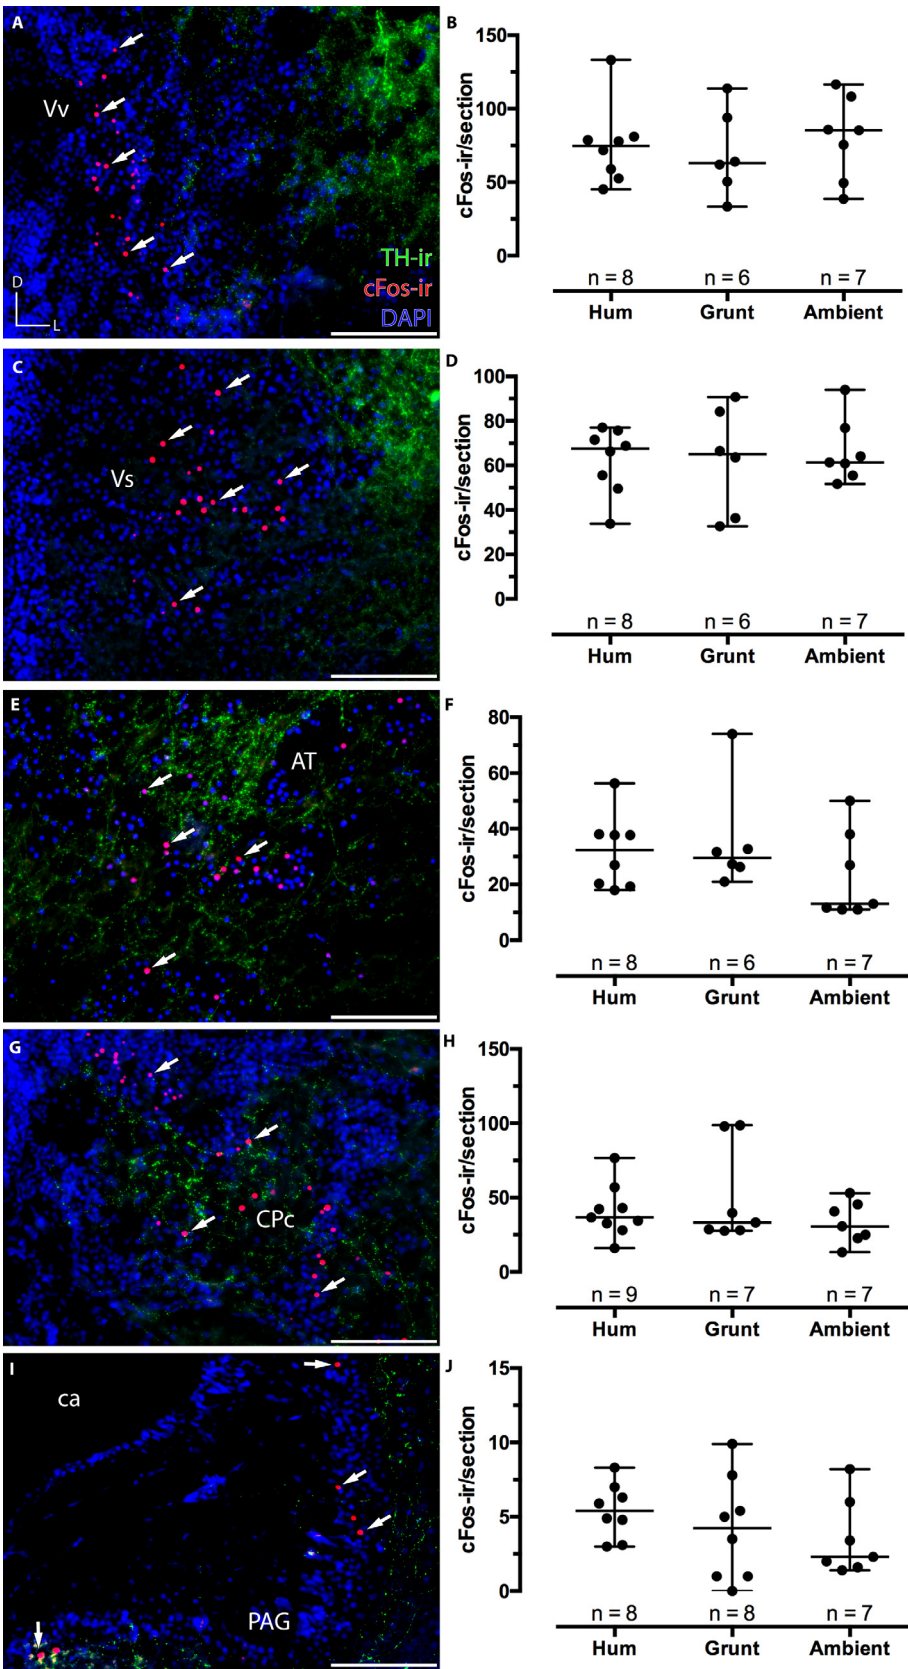 A
Vv
D
L
TH-ir
cFos-ir
DAPI
B
cFos-ir/section
150
100
50
0
n = 8 n = 6 n = 7
Hum Grunt Ambient
C
Vs
D
cFos-ir/section
100
80
60
40
20
0
n = 8 n = 6 n = 7
Hum Grunt Ambient
E
AT
F
cFos-ir/section
80
60
40
20
0
n = 8 n = 6 n = 7
Hum Grunt Ambient
G
CPc
H
cFos-ir/section
150
100
50
0
n = 9 n = 7 n = 7
Hum Grunt Ambient
I
ca
PAG
J
cFos-ir/section
15
10
5
0
n = 8 n = 8 n = 7
Hum Grunt Ambient